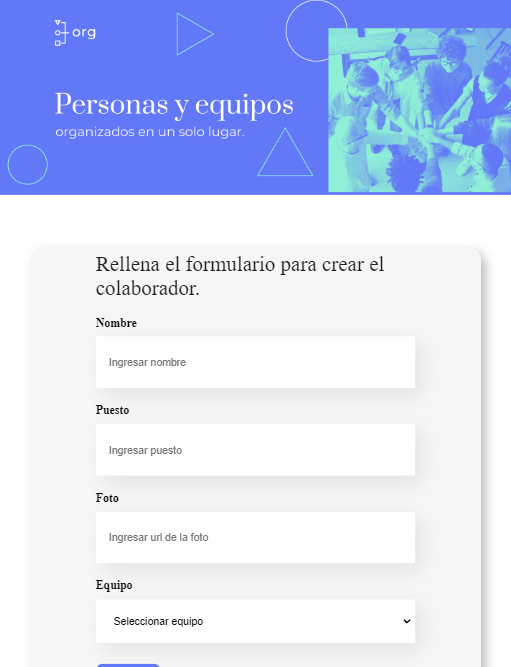 org
Personas y equipos
organizados en un solo lugar.
Rellena el formulario para crear el
colaborador.
Nombre
Ingresar nombre
Puesto
Ingresar puesto
Foto
Ingresar url de la foto
Equipo
Seleccionar equipo